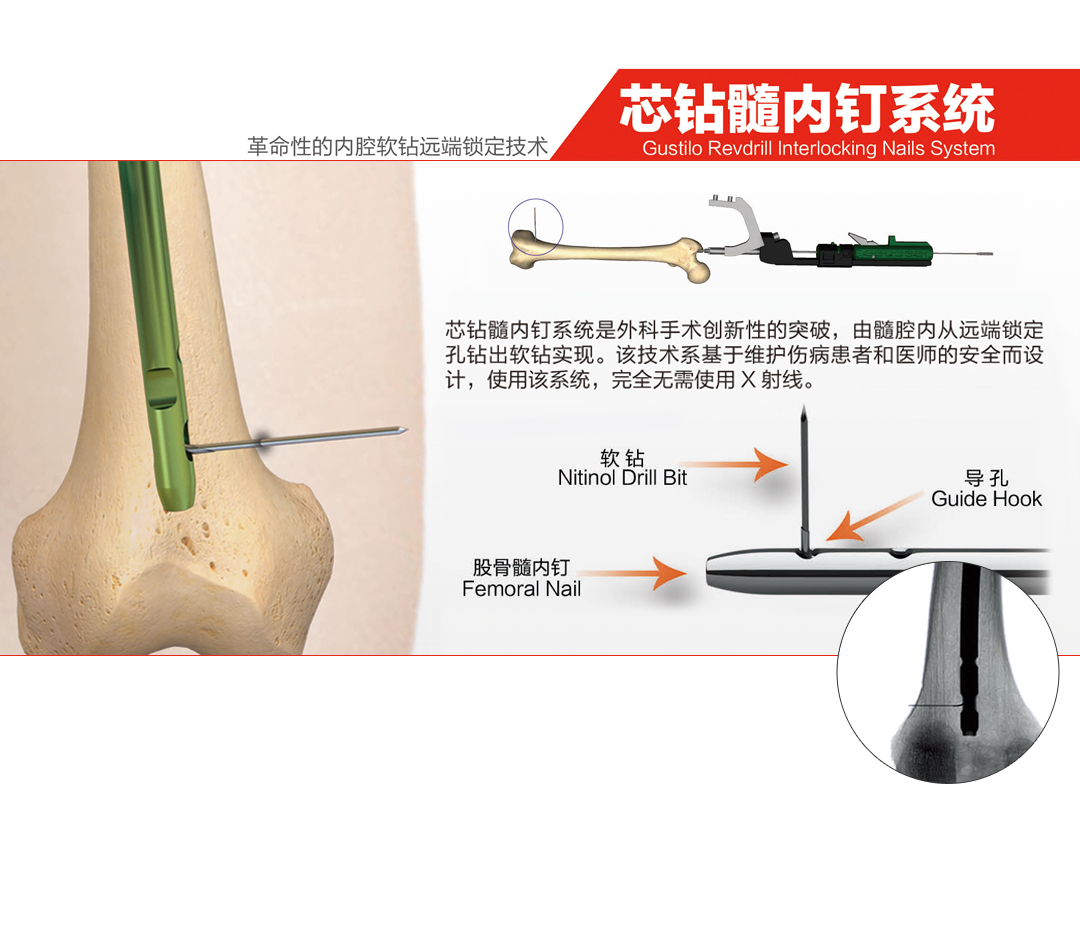 芯钻髓内钉系统
革命性的内腔软钻远端锁定技术
Gustilo Revdrill Interlocking Nails System
芯钻髓内钉系统是外科手术创新性的突破，由髓腔内从远端锁定
孔钻出软钻实现。该技术系基于维护伤病患者和医师的安全而设
计，使用该系统，完全无需使用 X 射线。
软 钻
Nitinol Drill Bit
导 孔
Guide Hook
股骨髓内钉
Femoral Nail